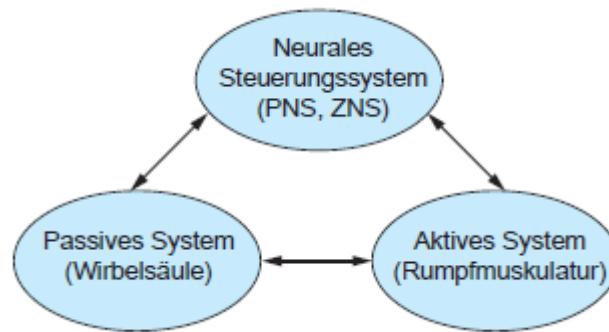 Neurales
Steuerungssystem
(PNS, ZNS)
Passives System
(Wirbelsäule)
Aktives System
(Rumpfmuskulatur)